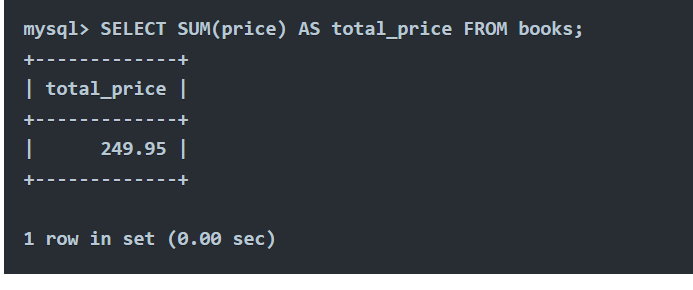 mysql> SELECT SUM(price) AS total_price FROM books;
+-------------+
| total_price |
+-------------+
|      249.95 |
+-------------+
1 row in set (0.00 sec)